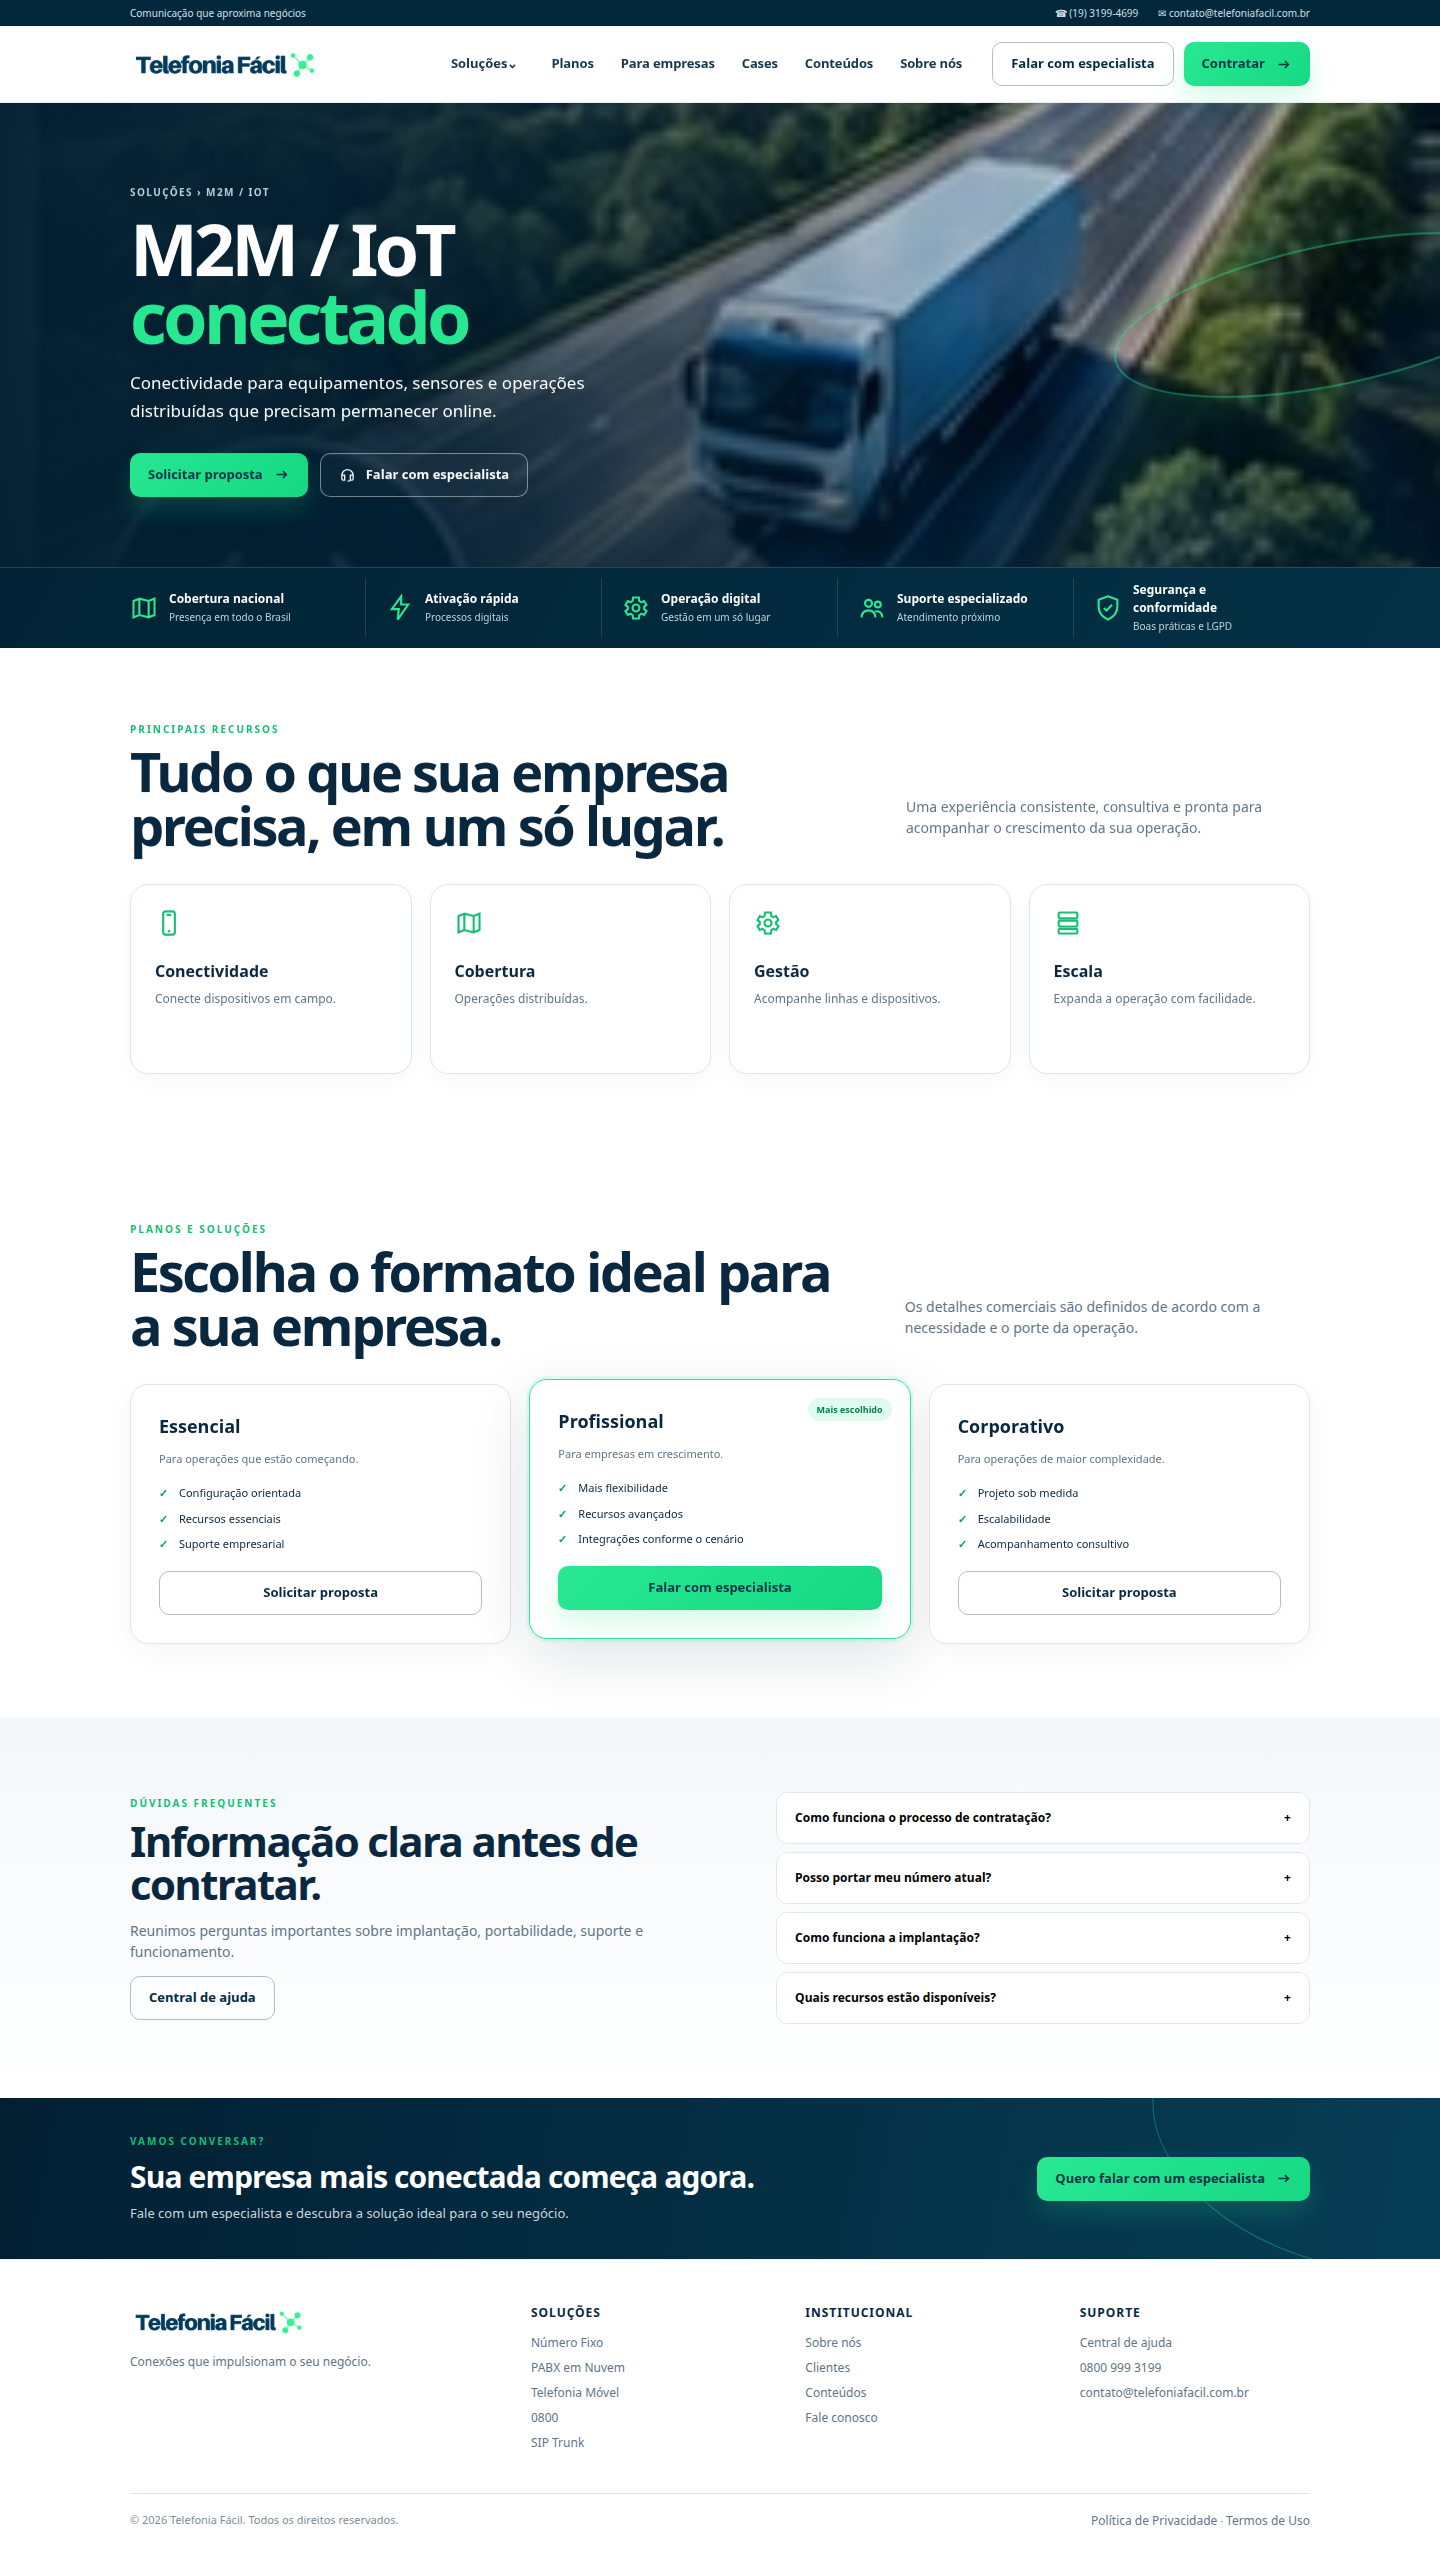 Comunicação que aproxima negócios
☎ (19) 3199-4699 ✉ contato@telefoniafacil.com.br
Telefonia Fácil
Soluções⌄ Planos Para empresas Cases Conteúdos Sobre nós Falar com especialista Contratar →
SOLUÇÕES › M2M / IOT
M2M / IoT
conectado
Conectividade para equipamentos, sensores e operações
distribuídas que precisam permanecer online.
Solicitar proposta → Falar com especialista
Cobertura nacional
Presença em todo o Brasil
Ativação rápida
Processos digitais
Operação digital
Gestão em um só lugar
Suporte especializado
Atendimento próximo
Segurança e
conformidade
Boas práticas e LGPD
PRINCIPAIS RECURSOS
Tudo o que sua empresa
precisa, em um só lugar.
Uma experiência consistente, consultiva e pronta para
acompanhar o crescimento da sua operação.
Conectividade
Conecte dispositivos em campo.
Cobertura
Operações distribuídas.
Gestão
Acompanhe linhas e dispositivos.
Escala
Expanda a operação com facilidade.
PLANOS E SOLUÇÕES
Escolha o formato ideal para
a sua empresa.
Os detalhes comerciais são definidos de acordo com a
necessidade e o porte da operação.
Essencial
Para operações que estão começando.
✓ Configuração orientada
✓ Recursos essenciais
✓ Suporte empresarial
Solicitar proposta
Mais escolhido
Profissional
Para empresas em crescimento.
✓ Mais flexibilidade
✓ Recursos avançados
✓ Integrações conforme o cenário
Falar com especialista
Corporativo
Para operações de maior complexidade.
✓ Projeto sob medida
✓ Escalabilidade
✓ Acompanhamento consultivo
Solicitar proposta
DÚVIDAS FREQUENTES
Informação clara antes de
contratar.
Reunimos perguntas importantes sobre implantação, portabilidade, suporte e
funcionamento.
Central de ajuda
Como funciona o processo de contratação? +
Posso portar meu número atual? +
Como funciona a implantação? +
Quais recursos estão disponíveis? +
VAMOS CONVERSAR?
Sua empresa mais conectada começa agora.
Fale com um especialista e descubra a solução ideal para o seu negócio.
Quero falar com um especialista →
Telefonia Fácil
Conexões que impulsionam o seu negócio.
SOLUÇÕES
Número Fixo
PABX em Nuvem
Telefonia Móvel
0800
SIP Trunk
INSTITUCIONAL
Sobre nós
Clientes
Conteúdos
Fale conosco
SUPORTE
Central de ajuda
0800 999 3199
contato@telefoniafacil.com.br
© 2026 Telefonia Fácil. Todos os direitos reservados.
Política de Privacidade · Termos de Uso